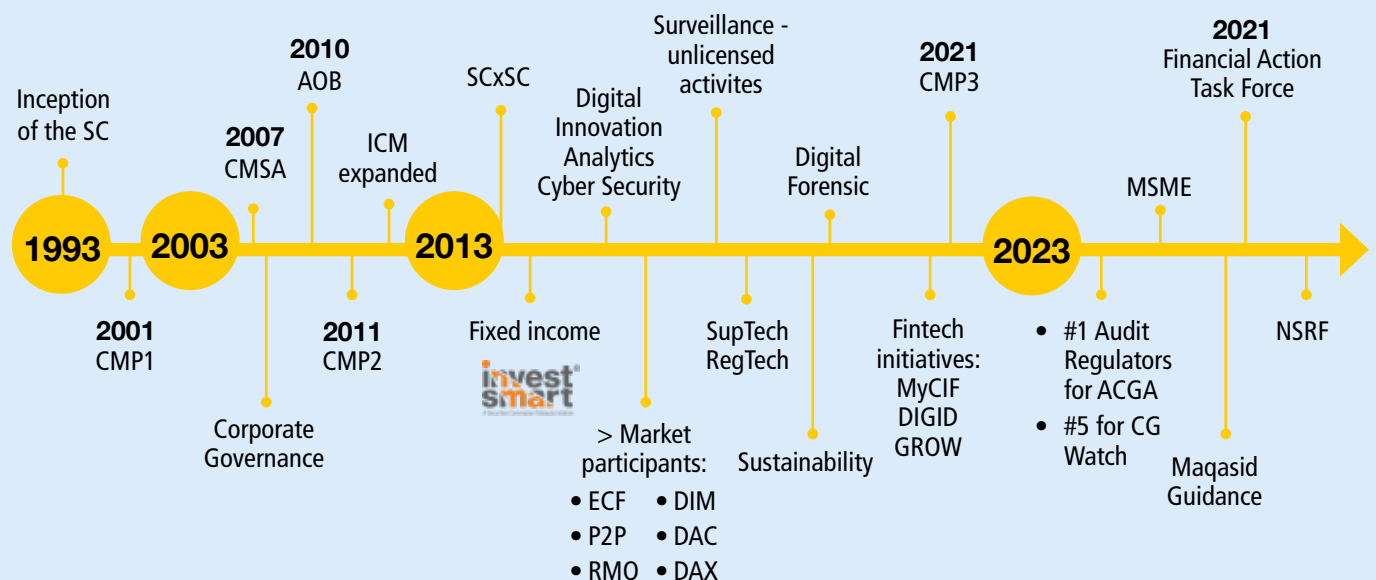 Inception
of the SC
1993
2001
CMP1
2003
2007
CMSA
Corporate
Governance
2010
AOB
2011
CMP2
ICM
expanded
2013
SCxSC
Fixed income
invest
smart®
Digital
Innovation
Analytics
Cyber Security
> Market
participants:
• ECF • DIM
• P2P • DAC
• RMO • DAX
Surveillance -
unlicensed
activites
SupTech
RegTech
Sustainability
Digital
Forensic
Fintech
initiatives:
MyCIF
DIGID
GROW
2021
CMP3
2023
• #1 Audit
Regulators
for ACGA
• #5 for CG
Watch
MSME
Maqasid
Guidance
2021
Financial Action
Task Force
NSRF